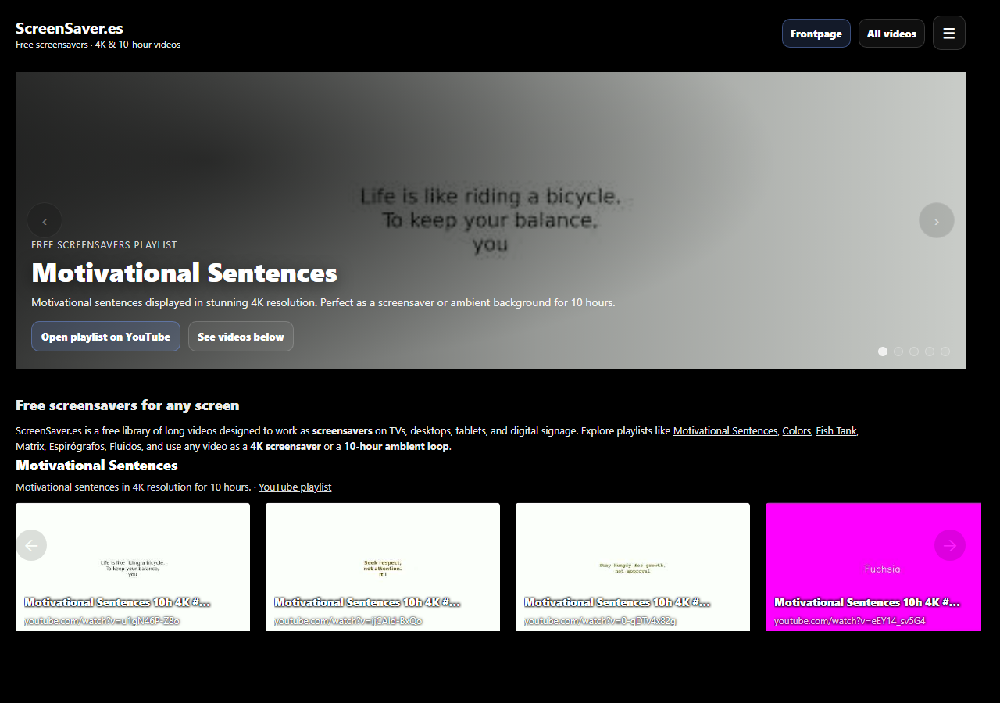 ScreenSaver.es
Free screensavers · 4K & 10-hour videos
Frontpage
All videos
Life is like riding a bicycle.
To keep your balance,
you
FREE SCREENSAVERS PLAYLIST
Motivational Sentences
Motivational sentences displayed in stunning 4K resolution. Perfect as a screensaver or ambient background for 10 hours.
Open playlist on YouTube
See videos below
Free screensavers for any screen
ScreenSaver.es is a free library of long videos designed to work as screensavers on TVs, desktops, tablets, and digital signage. Explore playlists like Motivational Sentences, Colors, Fish Tank,
Matrix, Espirógrafos, Fluidos, and use any video as a 4K screensaver or a 10-hour ambient loop.
Motivational Sentences
Motivational sentences in 4K resolution for 10 hours. · YouTube playlist
Life is like riding a bicycle.
To keep your balance,
you
Motivational Sentences 10h 4K #...
youtube.com/watch?v=u1gN46P-Z8o
Seek respect,
not attention.
It l
Motivational Sentences 10h 4K #...
youtube.com/watch?v=ijCAId-BxQo
Stay hungry for growth,
not approval
Motivational Sentences 10h 4K #...
youtube.com/watch?v=0-qDTv4x82g
Fuchsia
Motivational Sentences 10h 4K #...
youtube.com/watch?v=eEY14_sv5G4